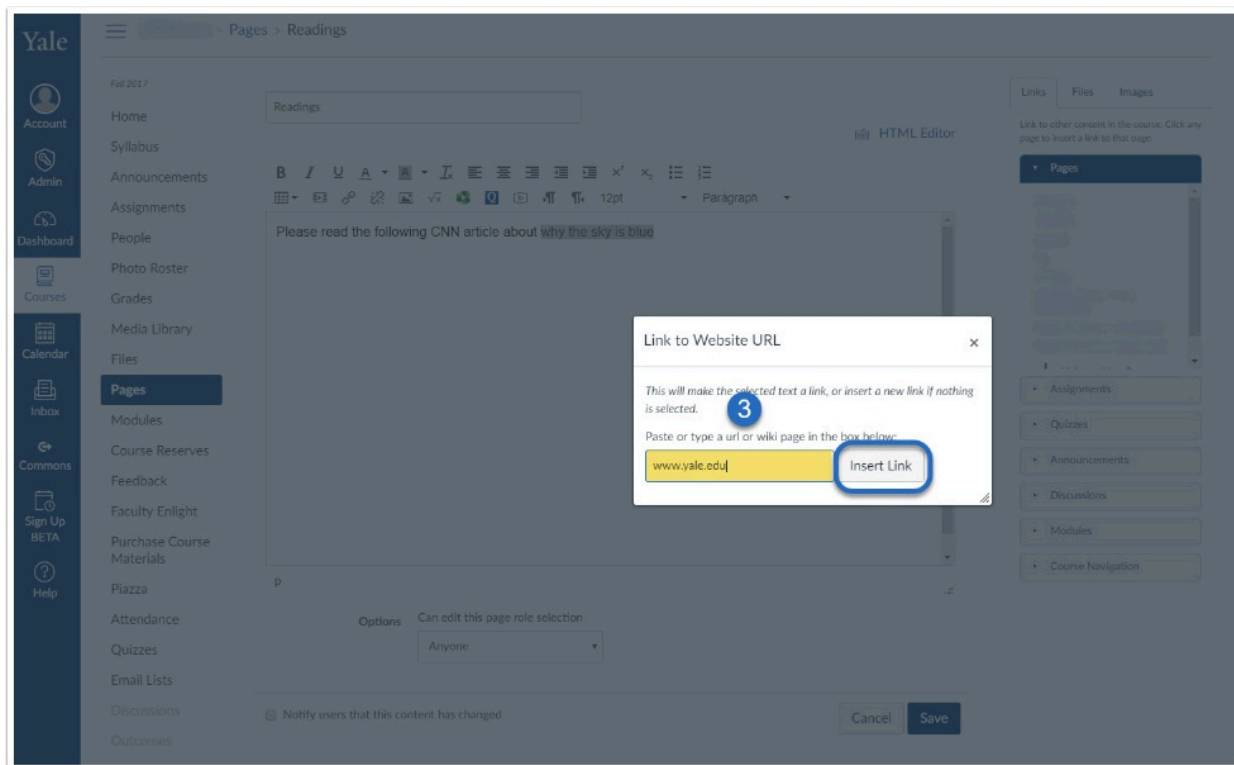 Yale
Pages > Readings
Account
Admin
Dashboard
Courses
Calendar
Inbox
Commons
Sign Up
BETA
Help
Fall 2017
Home
Syllabus
Announcements
Assignments
People
Photo Roster
Grades
Media Library
Files
Pages
Modules
Course Reserves
Feedback
Faculty Enlight
Purchase Course
Materials
Piazza
Attendance
Quizzes
Email Lists
Discussions
Outcomes
Readings
HTML Editor
12pt Paragraph
Please read the following CNN article about why the sky is blue
Link to Website URL ×
This will make the selected text a link, or insert a new link if nothing
is selected.
3
Paste or type a url or wiki page in the box below:
www.yale.edu Insert Link
p
Options Can edit this page role selection
Anyone
Notify users that this content has changed
Cancel Save
Links Files Images
Link to other content in the course. Click any
page to insert a link to that page.
Pages
Assignments
Quizzes
Announcements
Discussions
Modules
Course Navigation